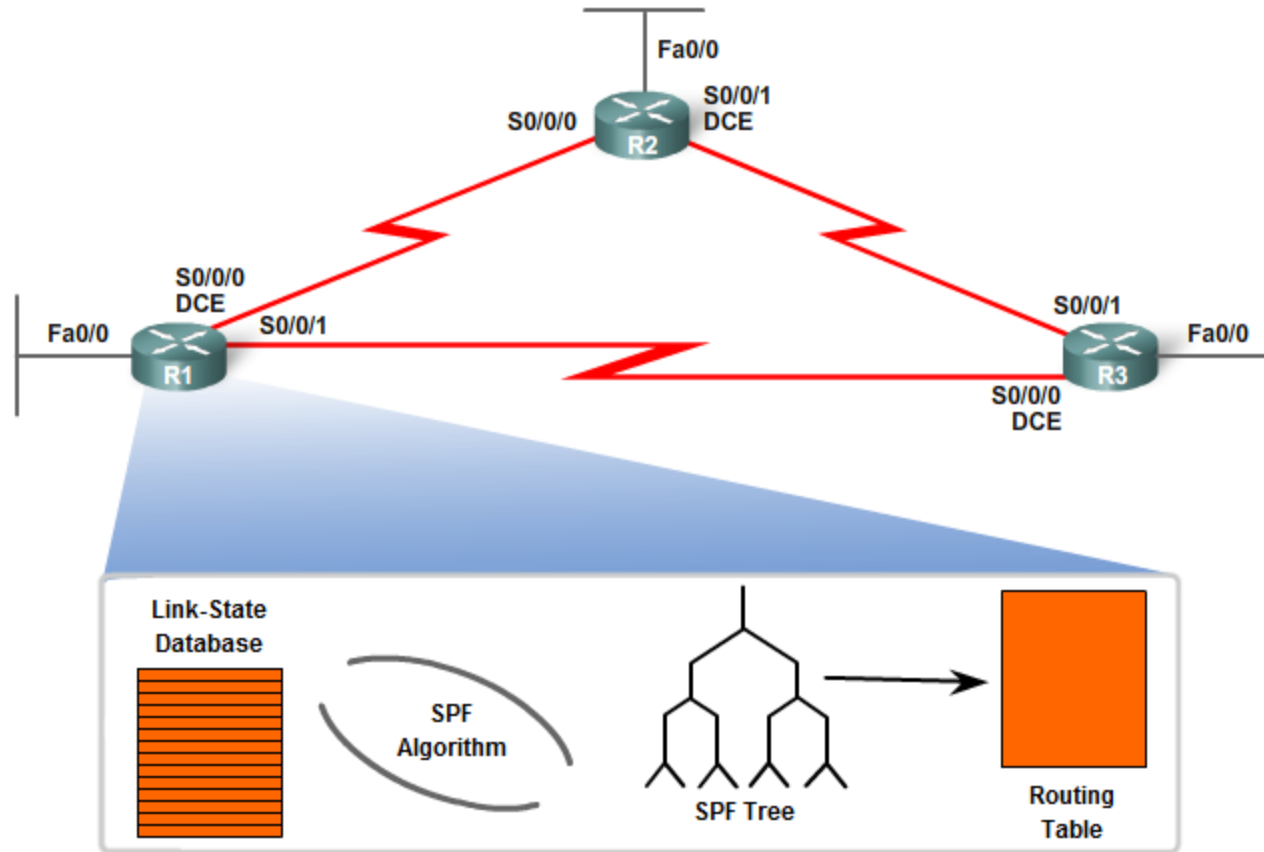 Fa0/0
S0/0/1
DCE
S0/0/0
R2
S0/0/0
DCE
S0/0/1
Fa0/0
R1
S0/0/1
Fa0/0
R3
S0/0/0
DCE
Link-State
Database
SPF
Algorithm
SPF Tree
Routing
Table